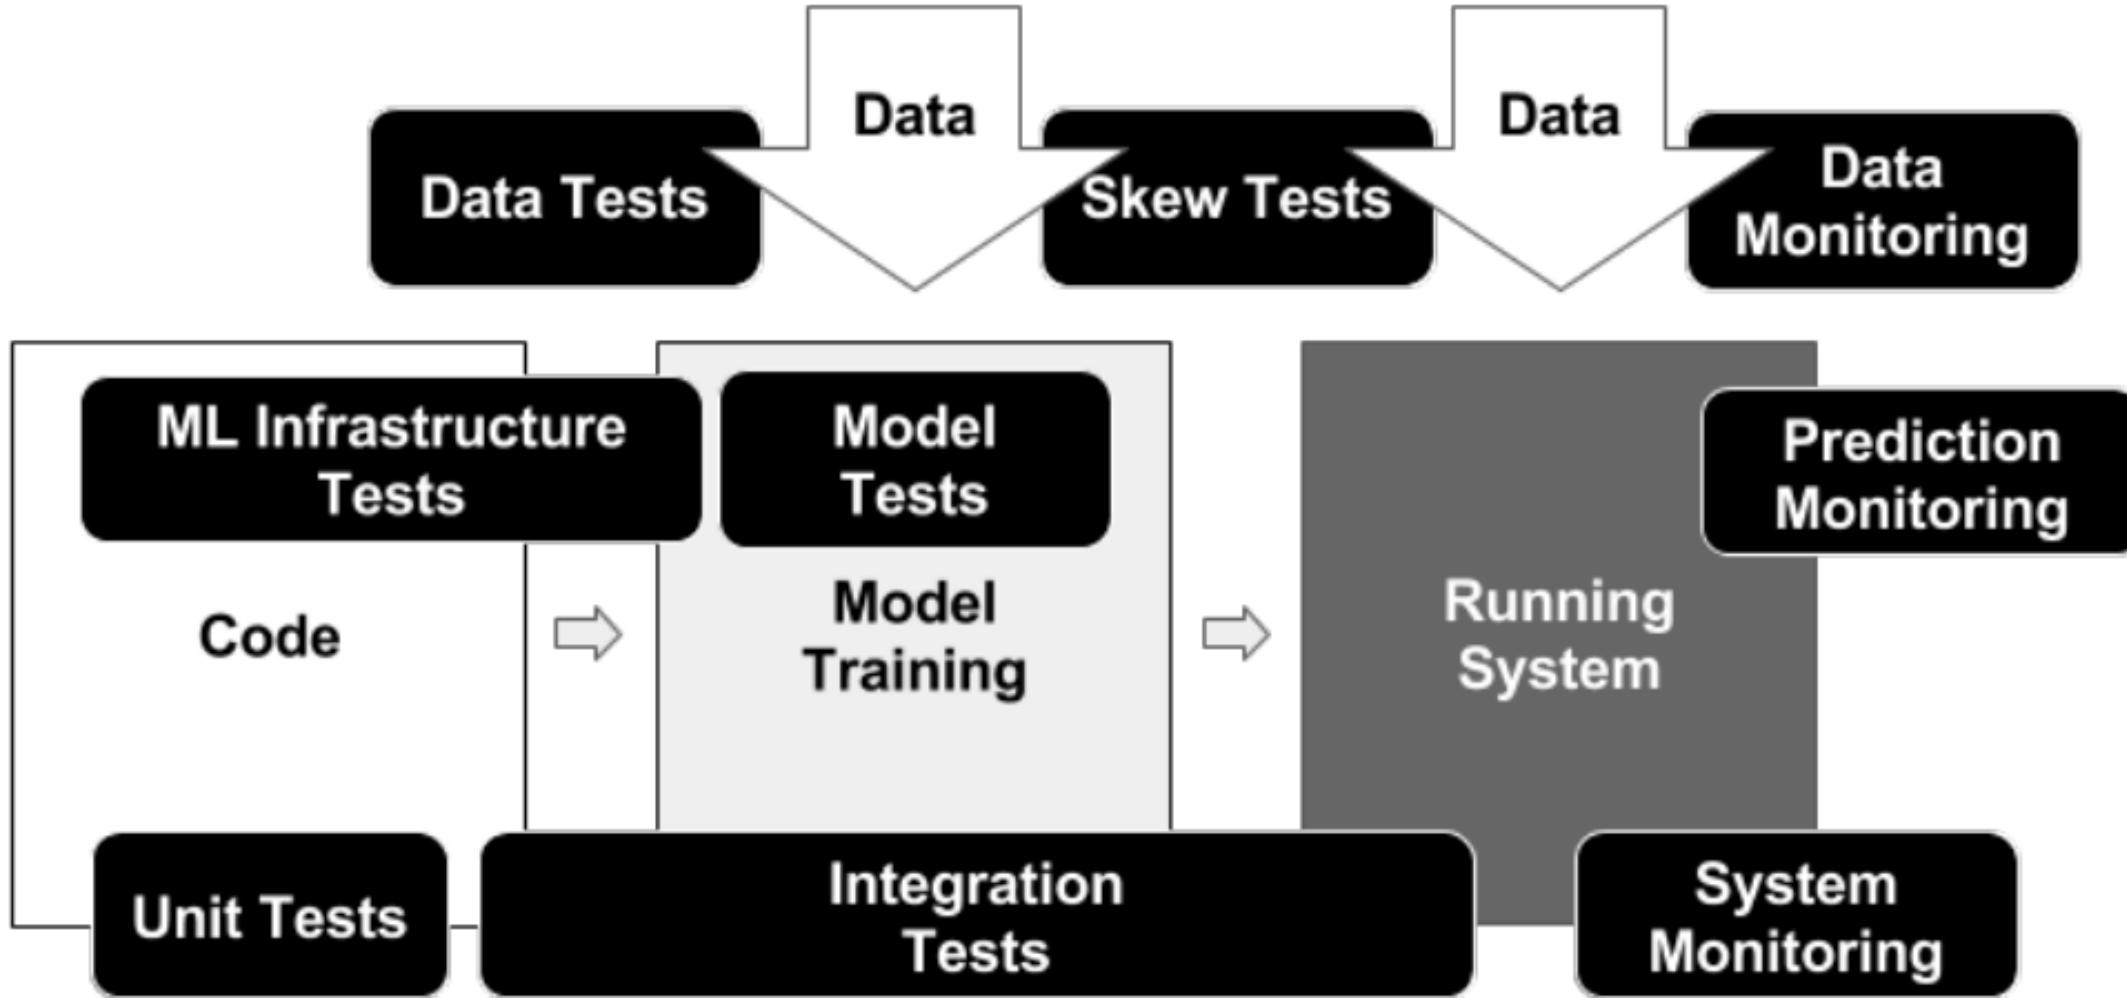 Data
Data
Data Tests
Skew Tests
Data
Monitoring
ML Infrastructure
Tests
Model
Tests
Prediction
Monitoring
Code
Model
Training
Running
System
Unit Tests
Integration
Tests
System
Monitoring